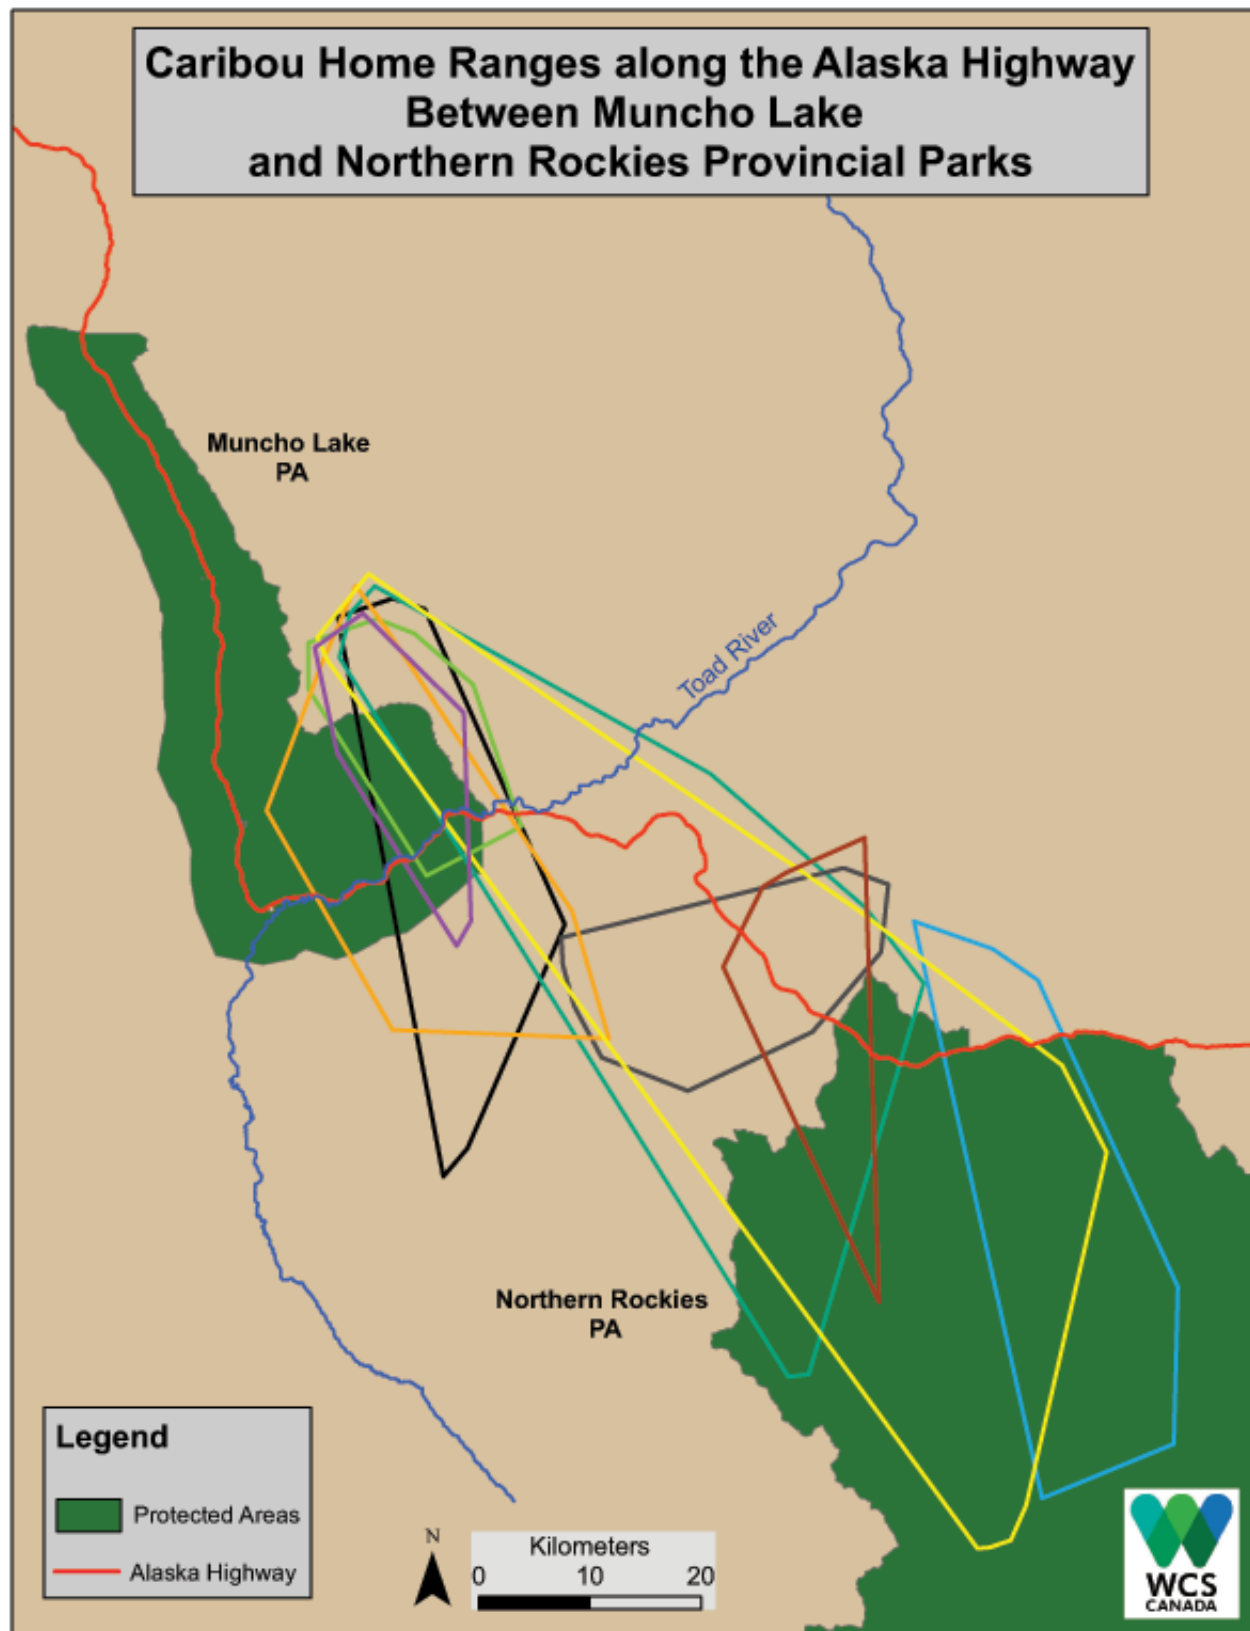 Caribou Home Ranges along the Alaska Highway
Between Muncho Lake
and Northern Rockies Provincial Parks
Muncho Lake
PA
Toad River
Northern Rockies
PA
Legend
Protected Areas
Alaska Highway
N
Kilometers
0 10 20
WCS
CANADA